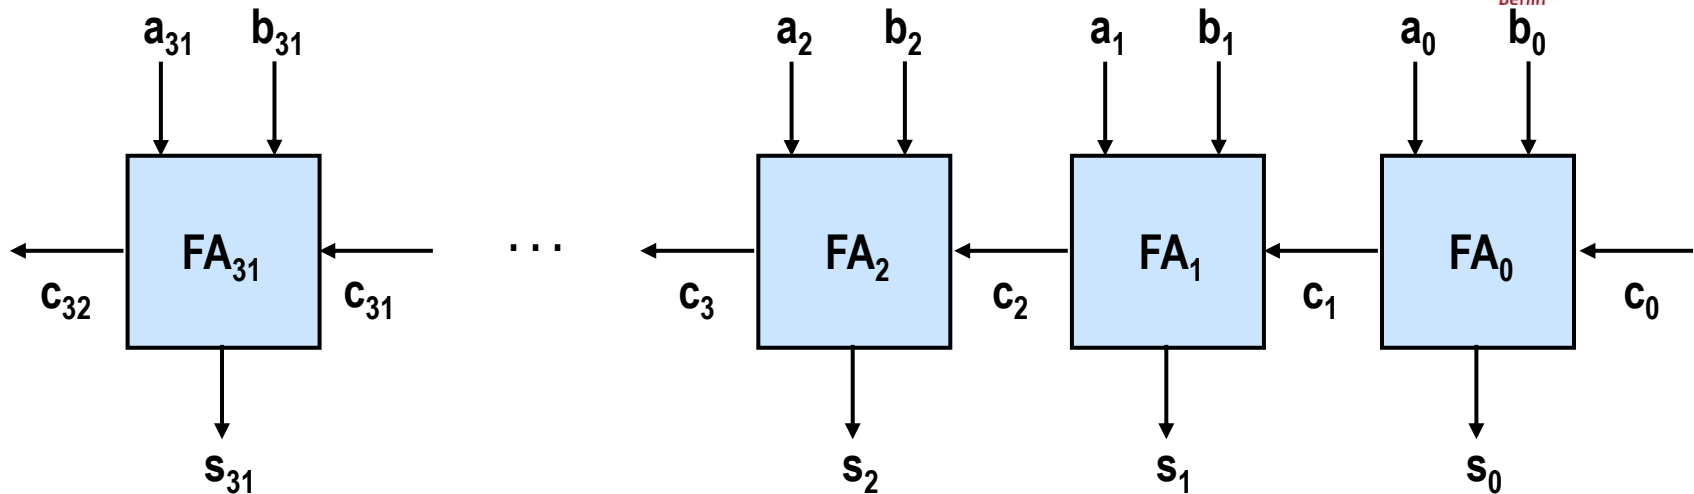 Berlin
a₃₁ b₃₁ a₂ b₂ a₁ b₁ a₀ b₀
FA₃₁ ... FA₂ FA₁ FA₀
c₃₂ c₃₁ c₃ c₂ c₁ c₀
s₃₁ s₂ s₁ s₀